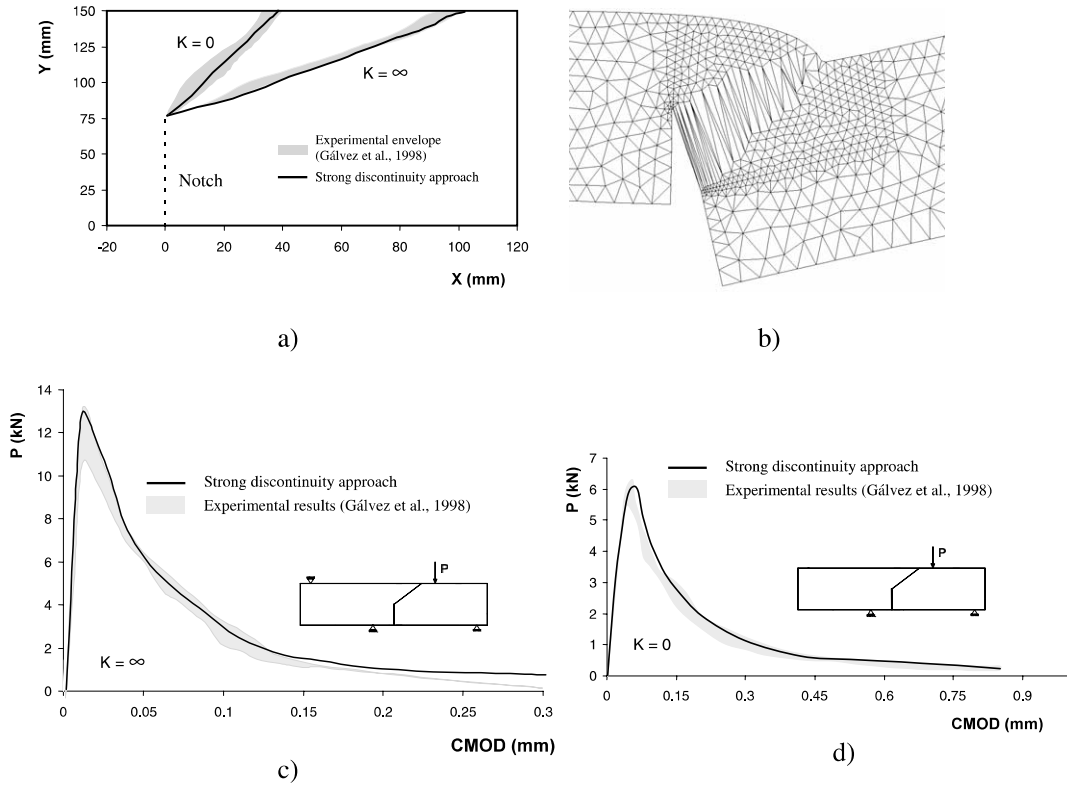 150
125
100
75
50
25
0
Y (mm)
K = 0
K = ∞
Experimental envelope
(Gálvez et al., 1998)
Strong discontinuity approach
Notch
-20 0 20 40 60 80 100 120
X (mm)
a)
b)
14
12
10
8
6
4
2
0
P (kN)
Strong discontinuity approach
Experimental results (Gálvez et al., 1998)
P
K = ∞
0 0.05 0.1 0.15 0.2 0.25 0.3
CMOD (mm)
c)
7
6
5
4
3
2
1
0
P (kN)
Strong discontinuity approach
Experimental results (Gálvez et al., 1998)
P
K = 0
0 0.15 0.3 0.45 0.6 0.75 0.9
CMOD (mm)
d)